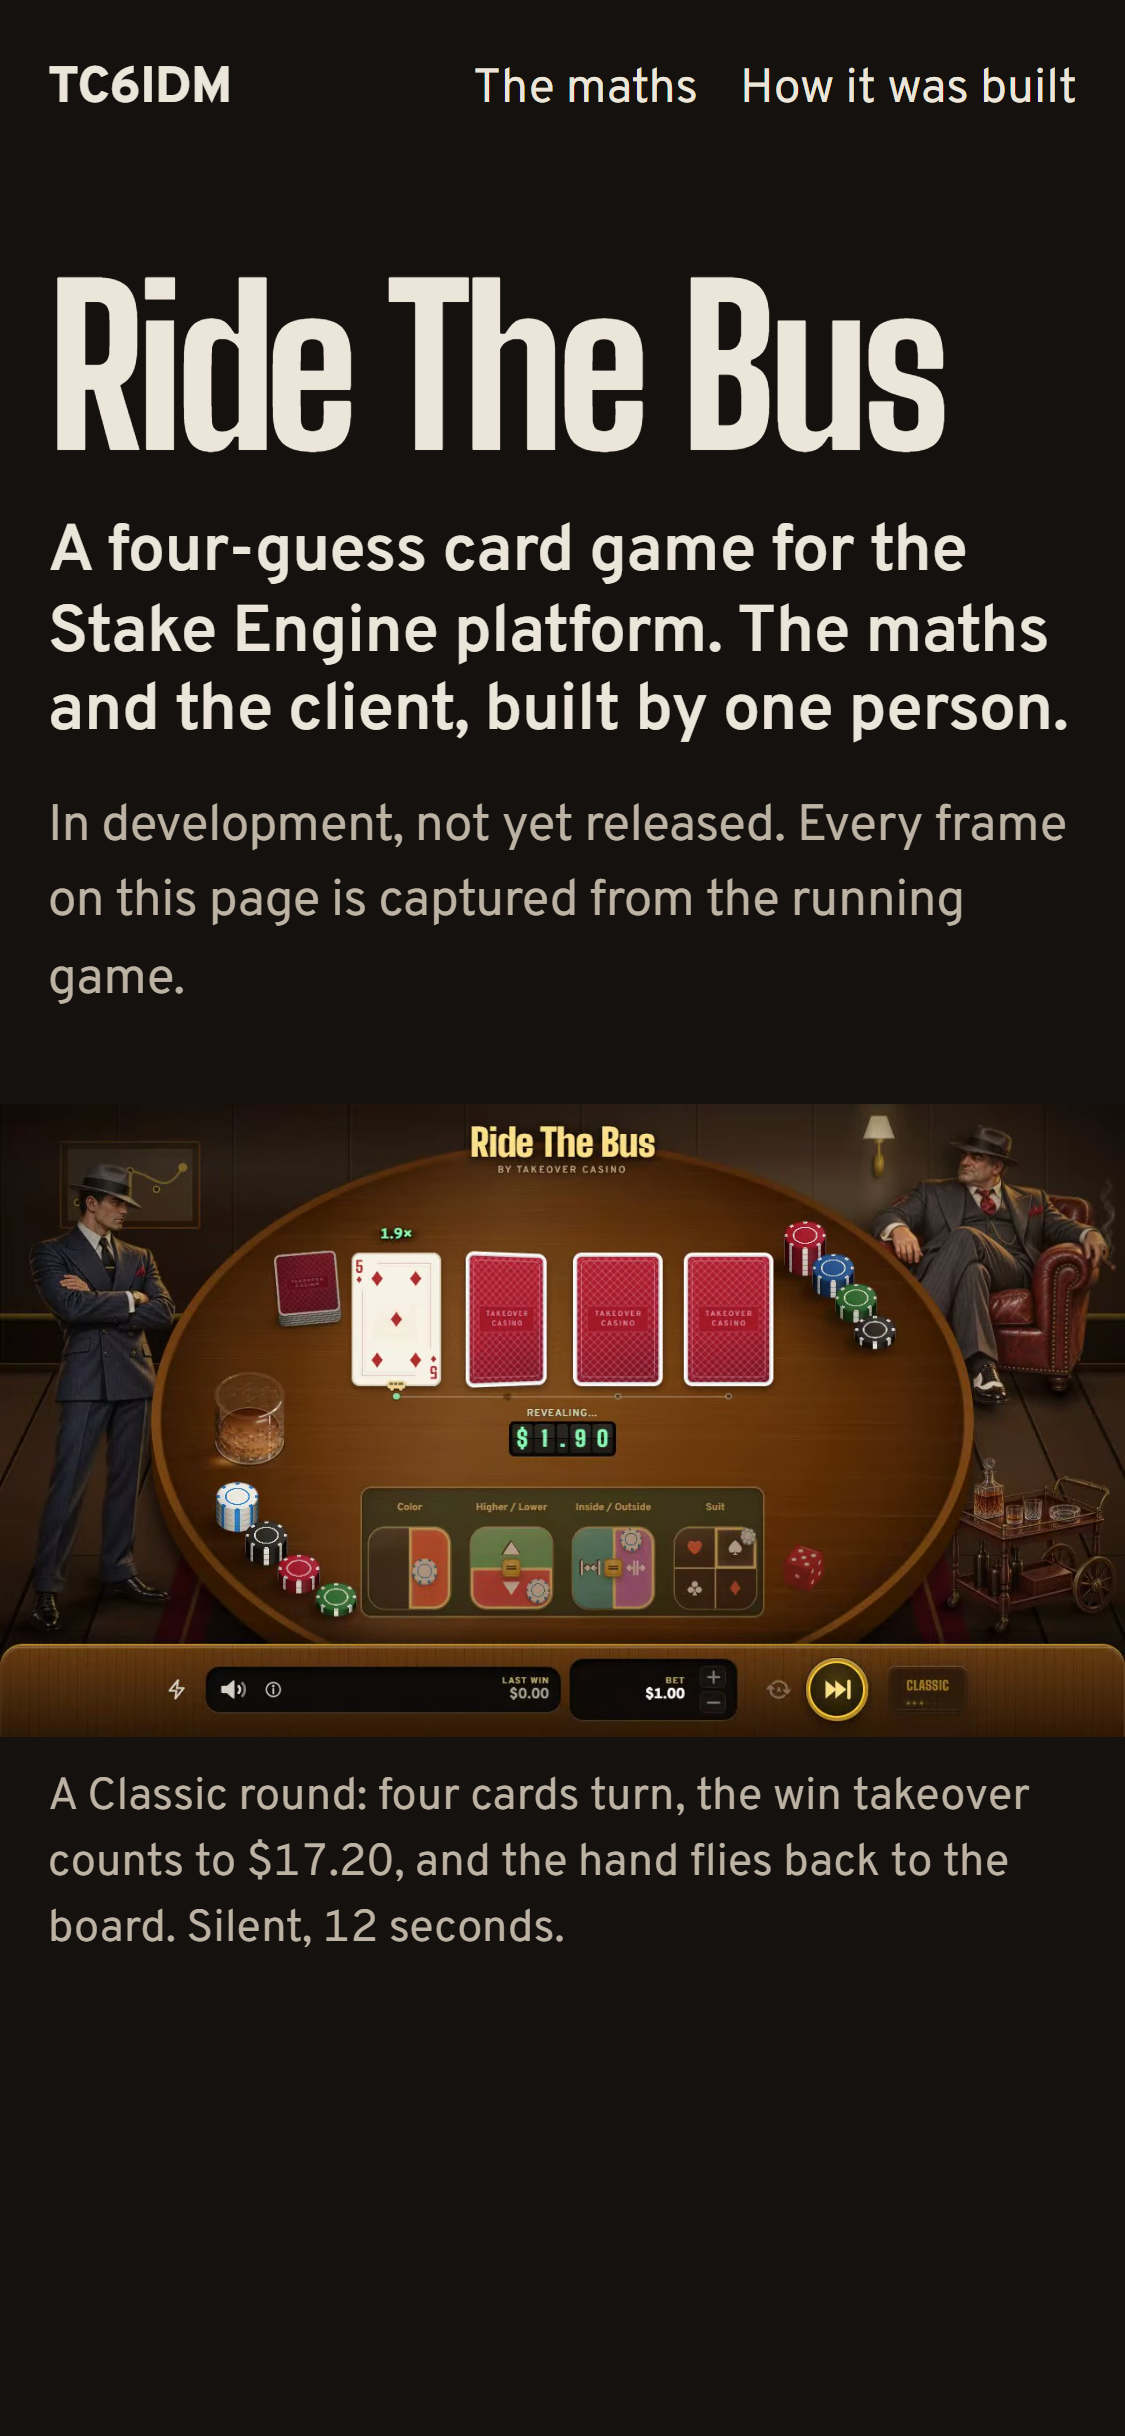 TC6IDM
The maths
How it was built
Ride The Bus
A four-guess card game for the
Stake Engine platform. The maths
and the client, built by one person.
In development, not yet released. Every frame
on this page is captured from the running
game.
Ride The Bus
BY TAKEOVER CASINO
1.9×
5
5
TAKEOVER
CASINO
TAKEOVER
CASINO
TAKEOVER
CASINO
TAKEOVER
CASINO
REVEALING...
$1.90
Color
Higher / Lower
Inside / Outside
Suit
LAST WIN
$0.00
BET
$1.00
CLASSIC
A Classic round: four cards turn, the win takeover
counts to $17.20, and the hand flies back to the
board. Silent, 12 seconds.